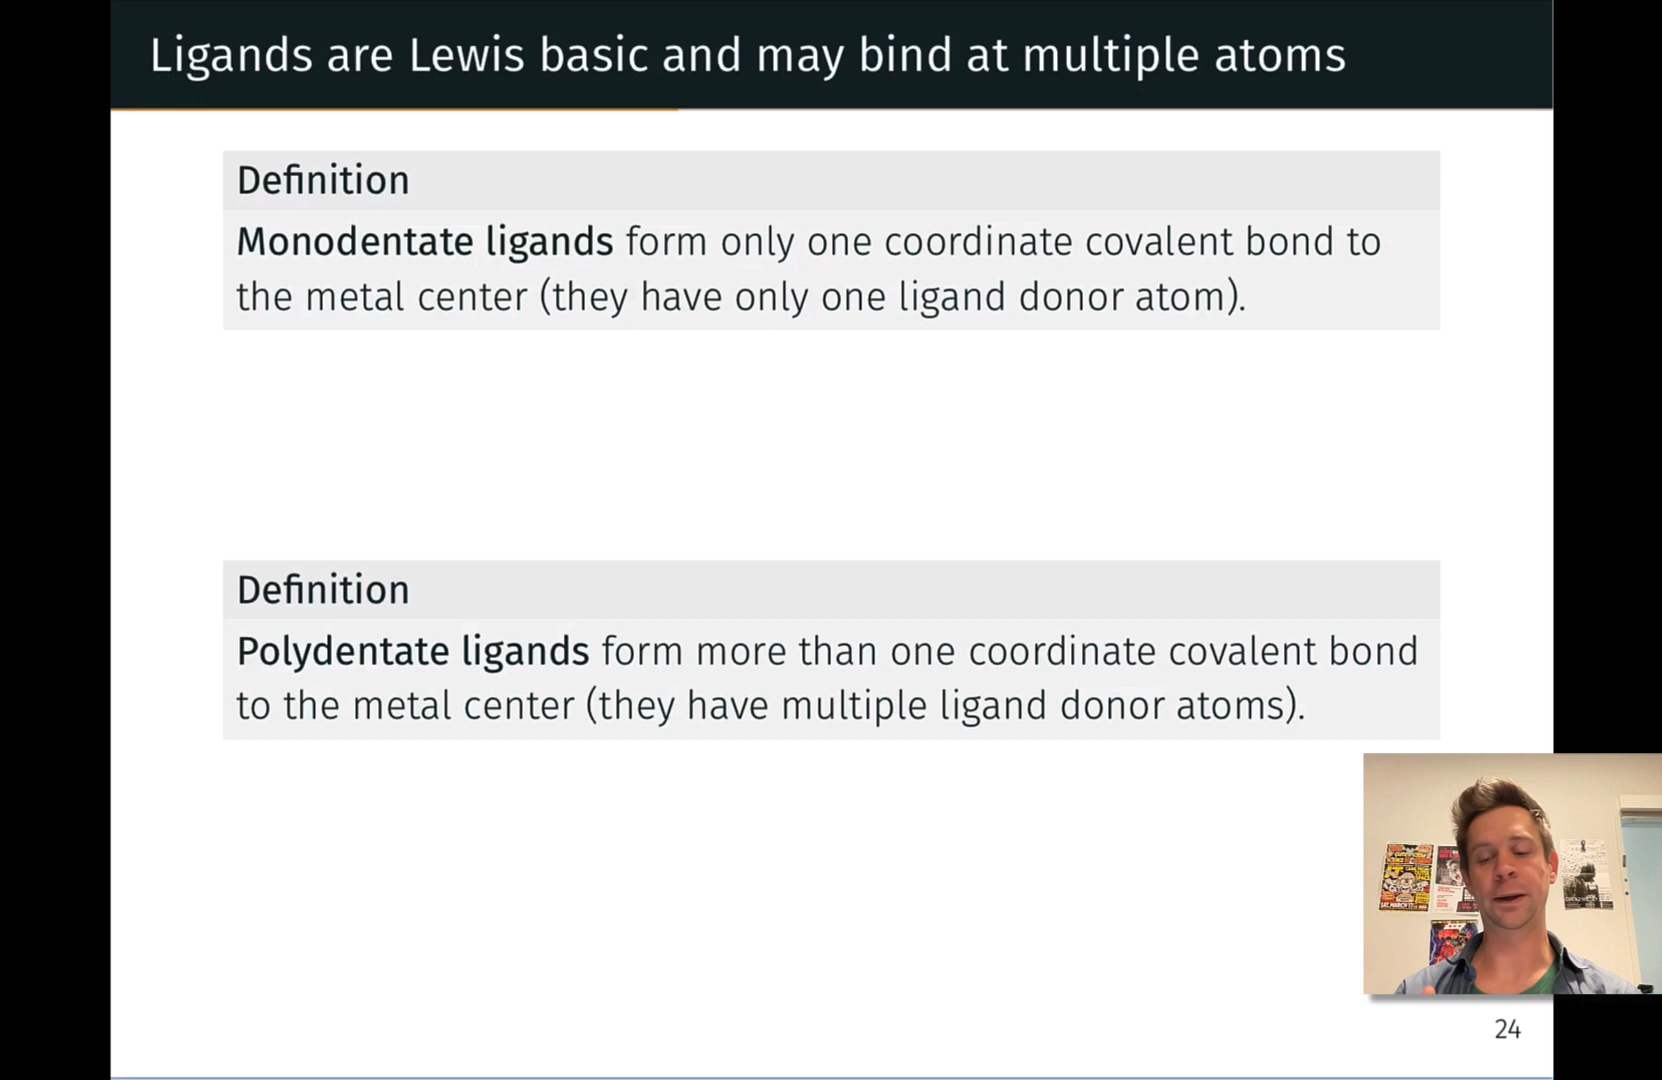 Ligands are Lewis basic and may bind at multiple atoms
Definition
Monodentate ligands form only one coordinate covalent bond to
the metal center (they have only one ligand donor atom).
Definition
Polydentate ligands form more than one coordinate covalent bond
to the metal center (they have multiple ligand donor atoms).
24